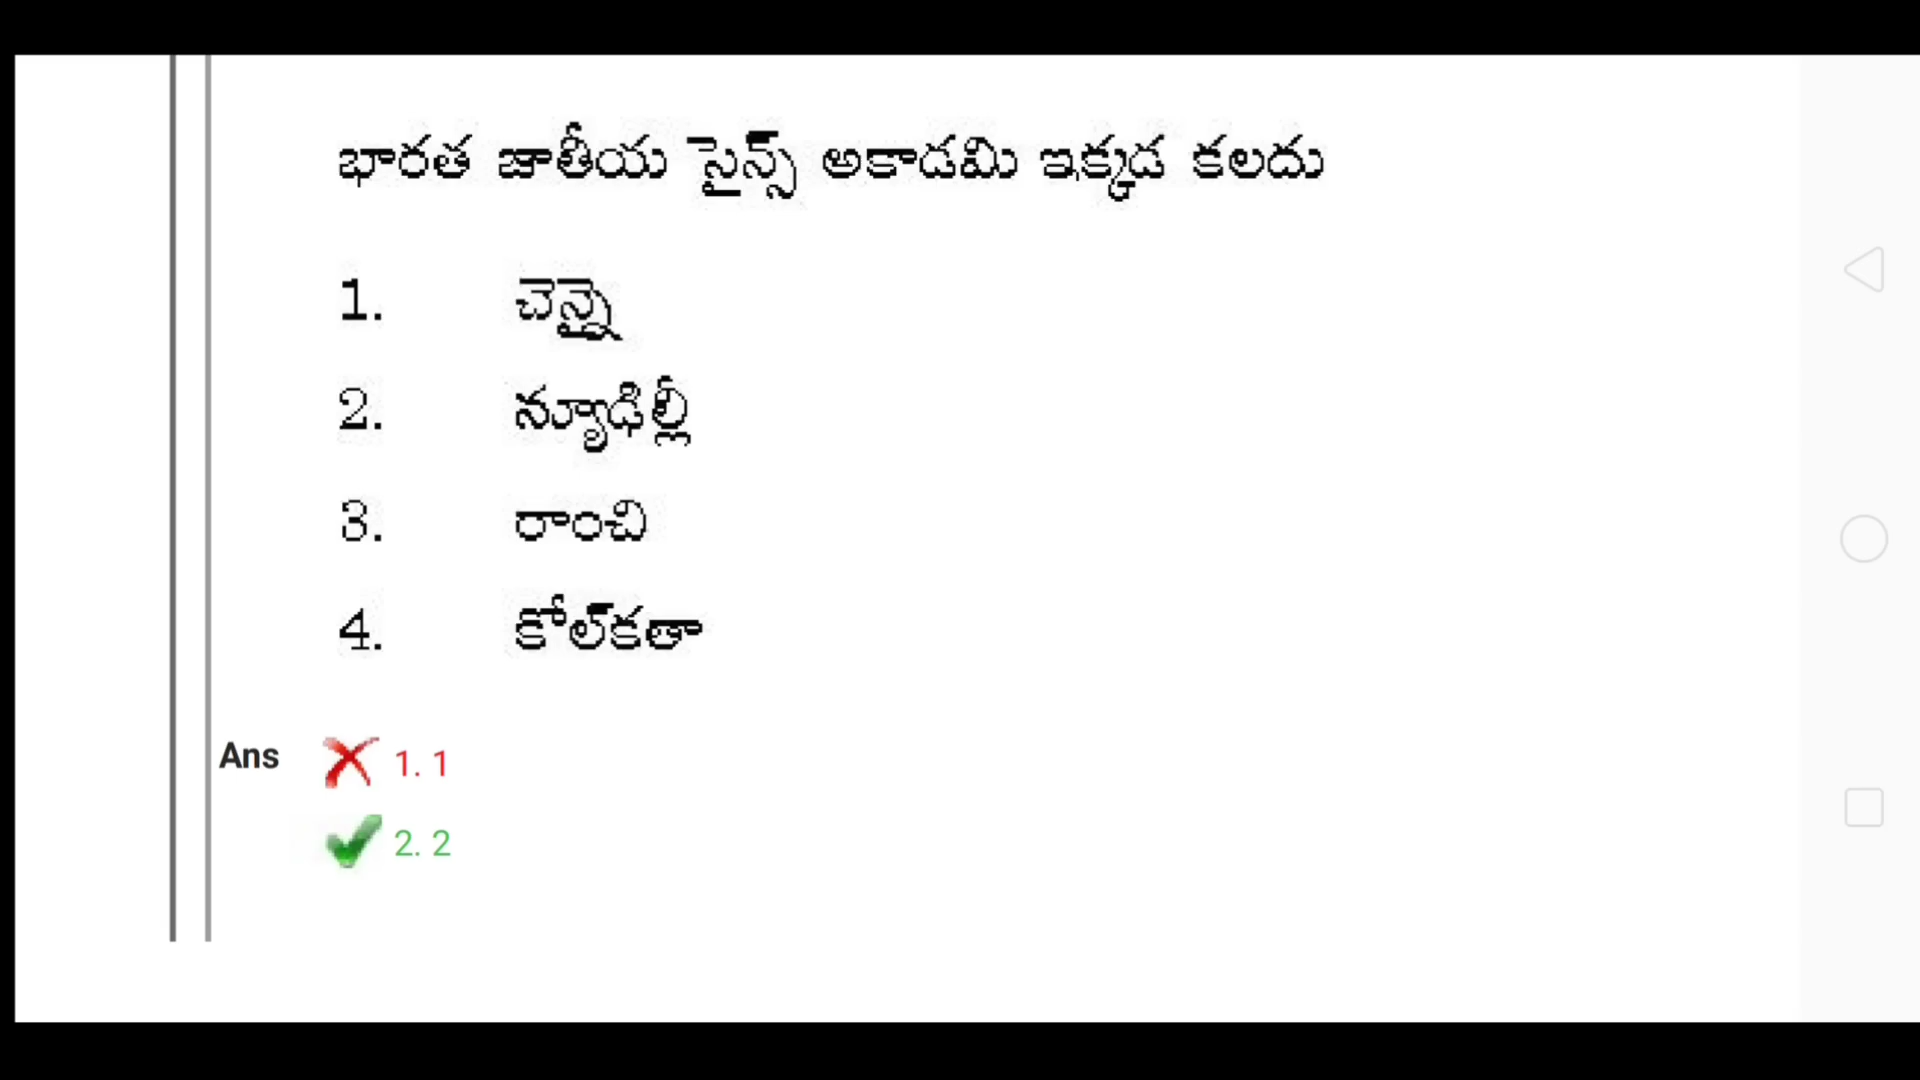 భారత జాతీయ సైన్స్ అకాడమి ఇక్కడ కలదు
1. చెన్నై
2. న్యూఢిల్లీ
3. రాంచి
4. కోల్‌కతా
Ans 1. 1
2. 2